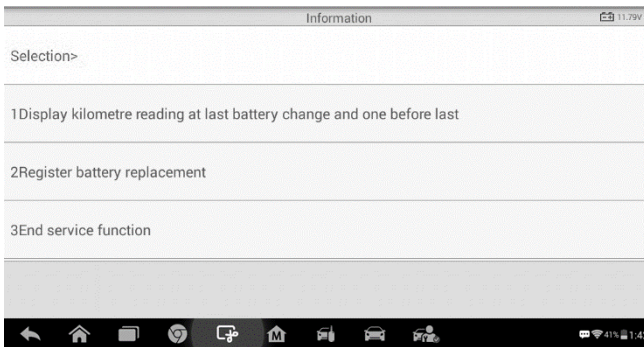 Information
11.79V
Selection>
1Display kilometre reading at last battery change and one before last
2Register battery replacement
3End service function
M
41%